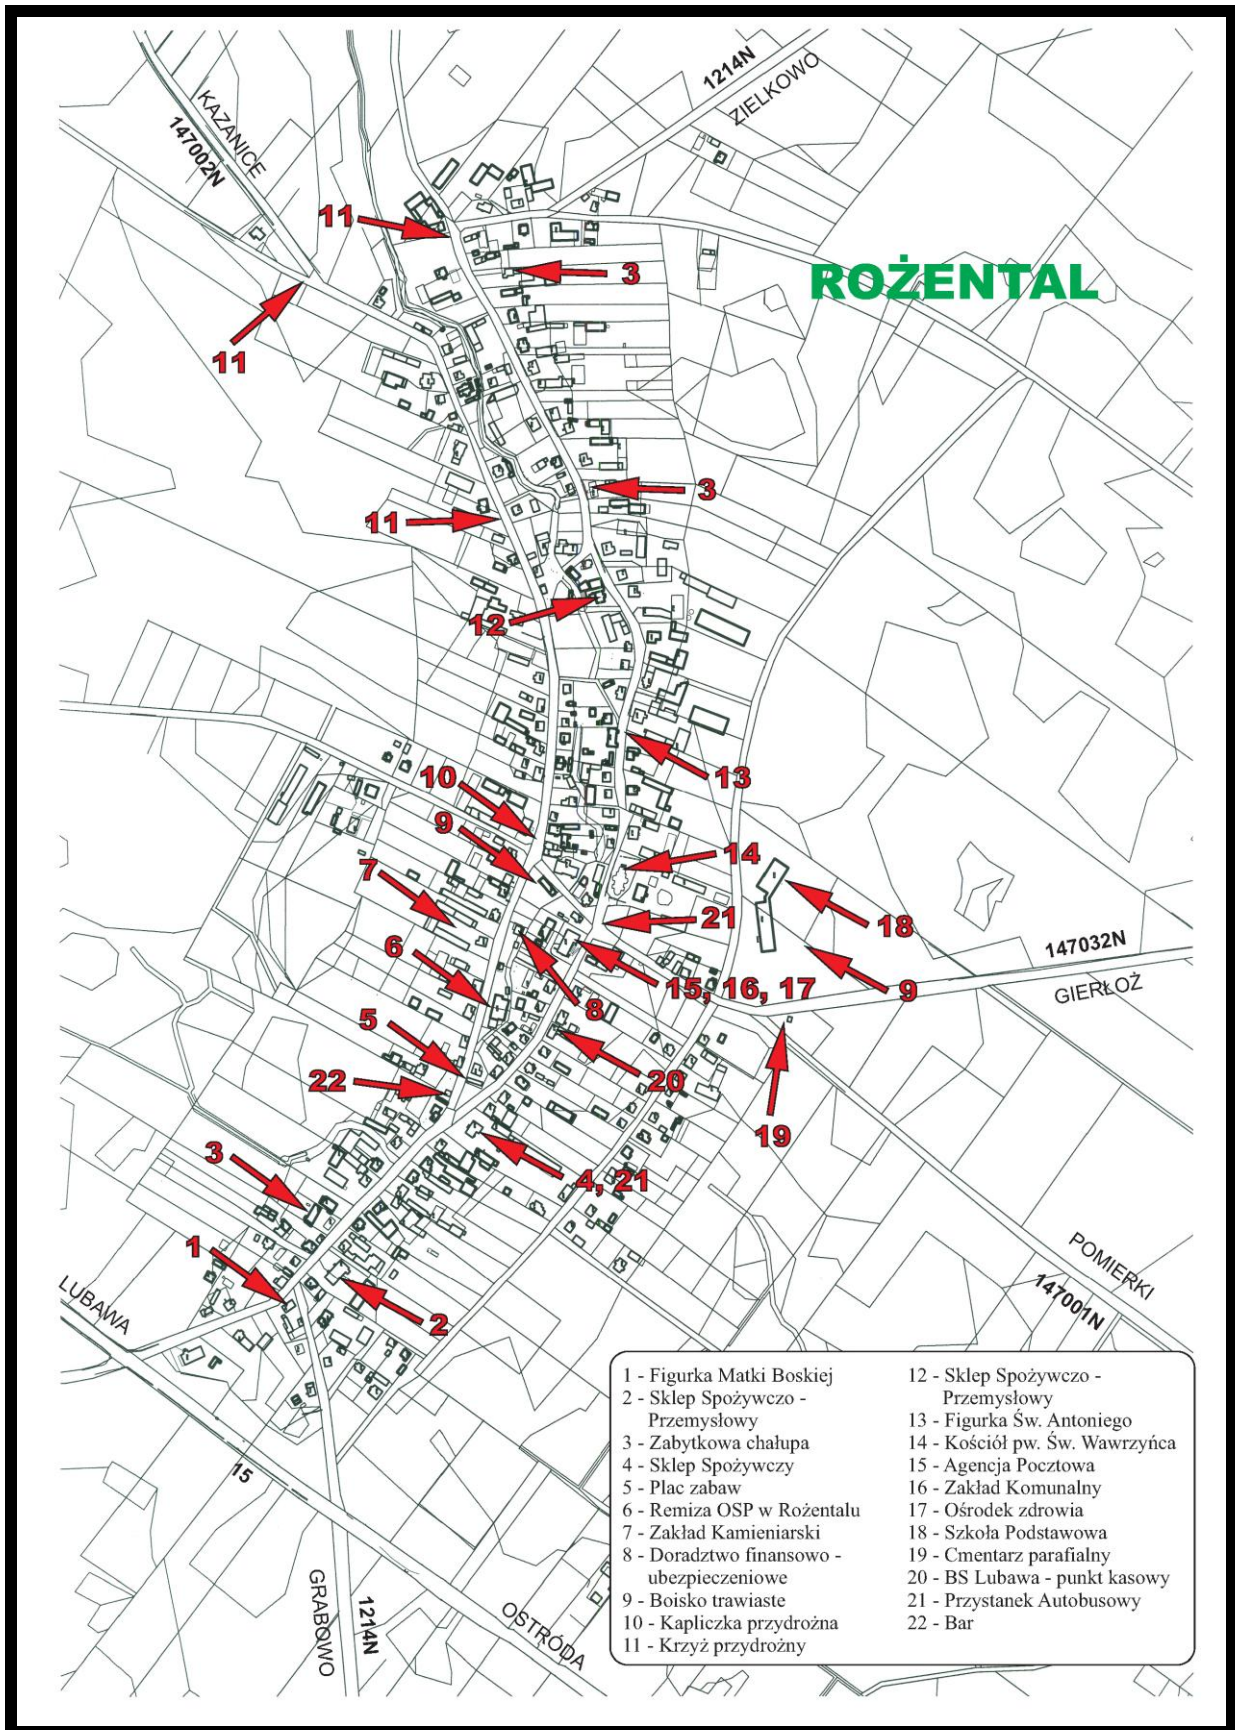 1214N
ZIELKOWO
KAZANICE
147002N
11
3
ROŻENTAL
11
3
11
12
13
10
9
14
7
21
18
6
147032N
15, 16, 17
9
GIERŁOŻ
8
5
22
20
19
3
4, 21
1
POMIERKI
LUBAWA
147001N
2
15
GRABOWO
1214N
OSTRÓDA
1 - Figurka Matki Boskiej
2 - Sklep Spożywczo -
Przemysłowy
3 - Zabytkowa chałupa
4 - Sklep Spożywczy
5 - Plac zabaw
6 - Remiza OSP w Rożentalu
7 - Zakład Kamieniarski
8 - Doradztwo finansowo -
ubezpieczeniowe
9 - Boisko trawiaste
10 - Kapliczka przydrożna
11 - Krzyż przydrożny
12 - Sklep Spożywczo -
Przemysłowy
13 - Figurka Św. Antoniego
14 - Kościół pw. Św. Wawrzyńca
15 - Agencja Pocztowa
16 - Zakład Komunalny
17 - Ośrodek zdrowia
18 - Szkoła Podstawowa
19 - Cmentarz parafialny
20 - BS Lubawa - punkt kasowy
21 - Przystanek Autobusowy
22 - Bar